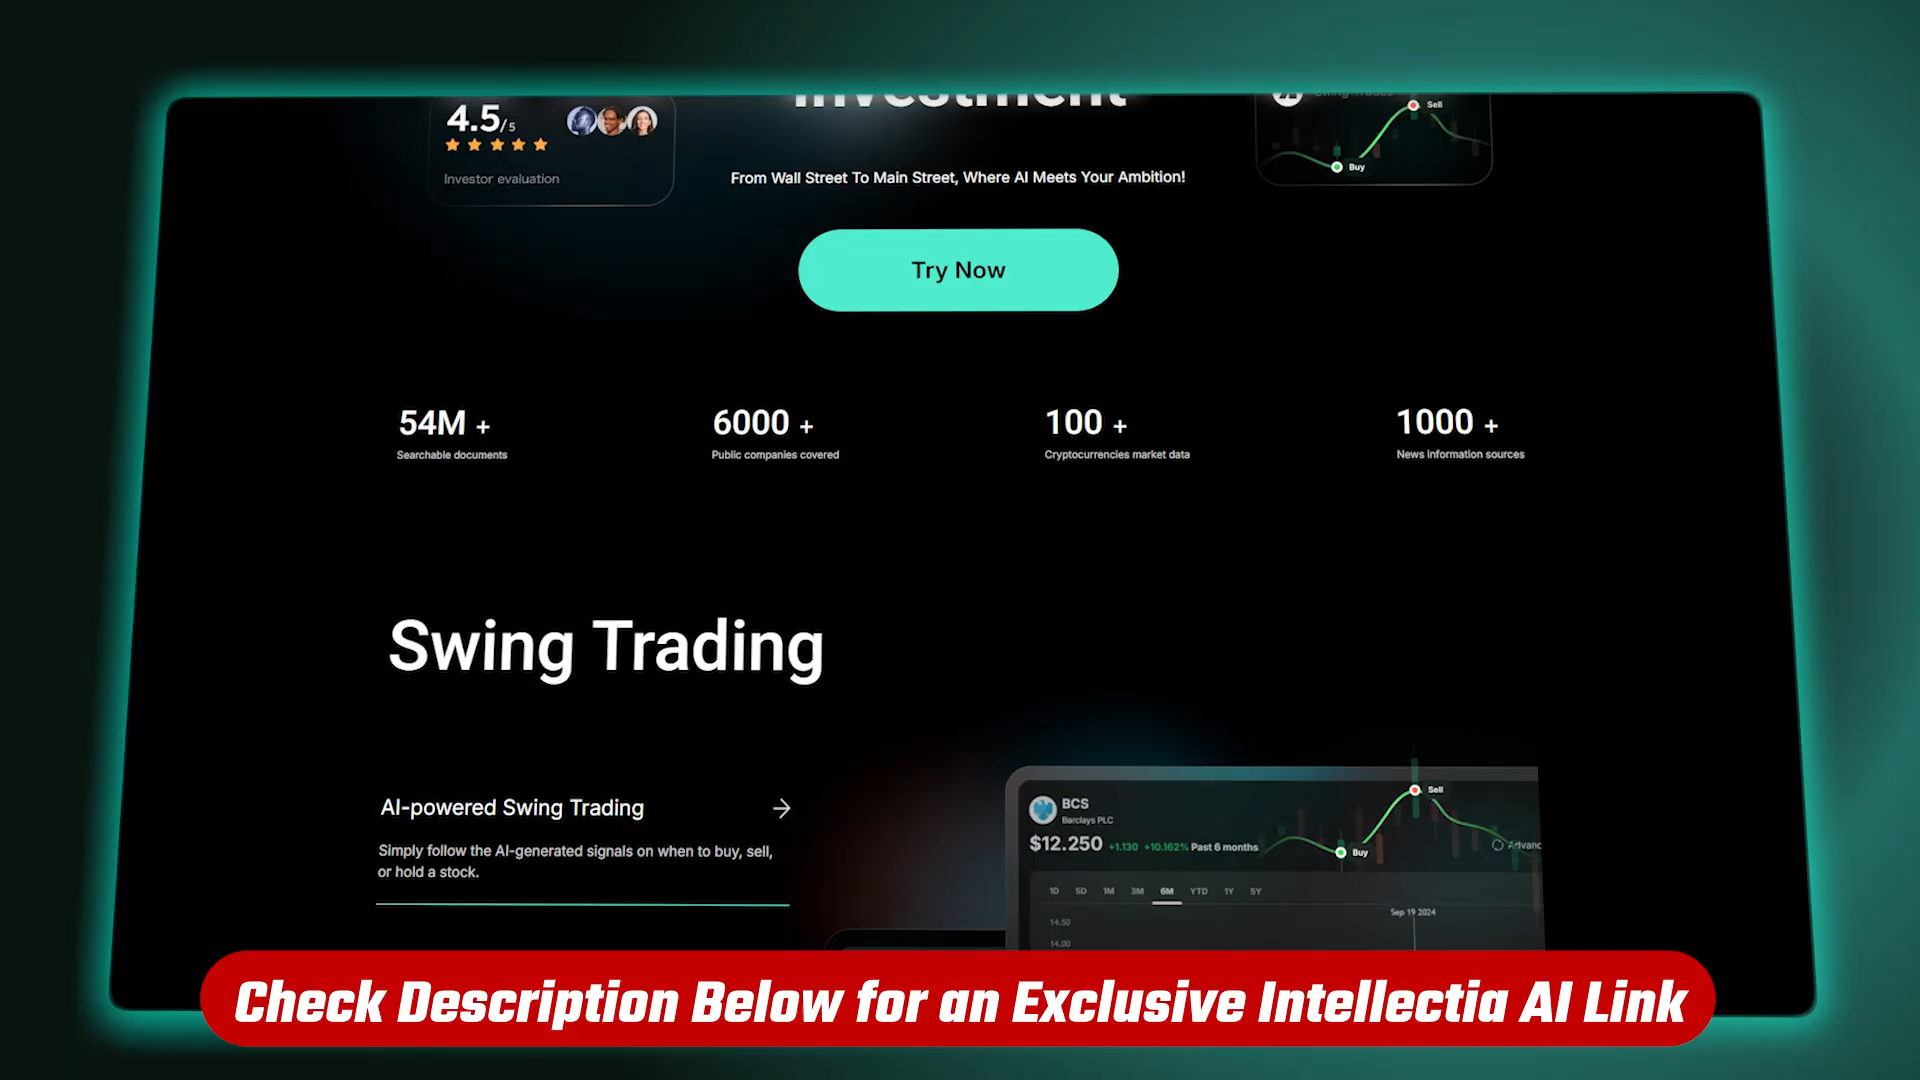 Investment
4.5/5
Investor evaluation
From Wall Street To Main Street, Where AI Meets Your Ambition!
Sell
Buy
Try Now
54M +
Searchable documents
6000 +
Public companies covered
100 +
Cryptocurrencies market data
1000 +
News information sources
Swing Trading
AI-powered Swing Trading
Simply follow the AI-generated signals on when to buy, sell,
or hold a stock.
BCS
Barclays PLC
$12.250 +1.130 +10.162% Past 6 months
Sell
Buy
1D 5D 1M 3M 6M YTD 1Y 5Y
Sep 19 2024
14.50
14.00
Check Description Below for an Exclusive Intellectia AI Link